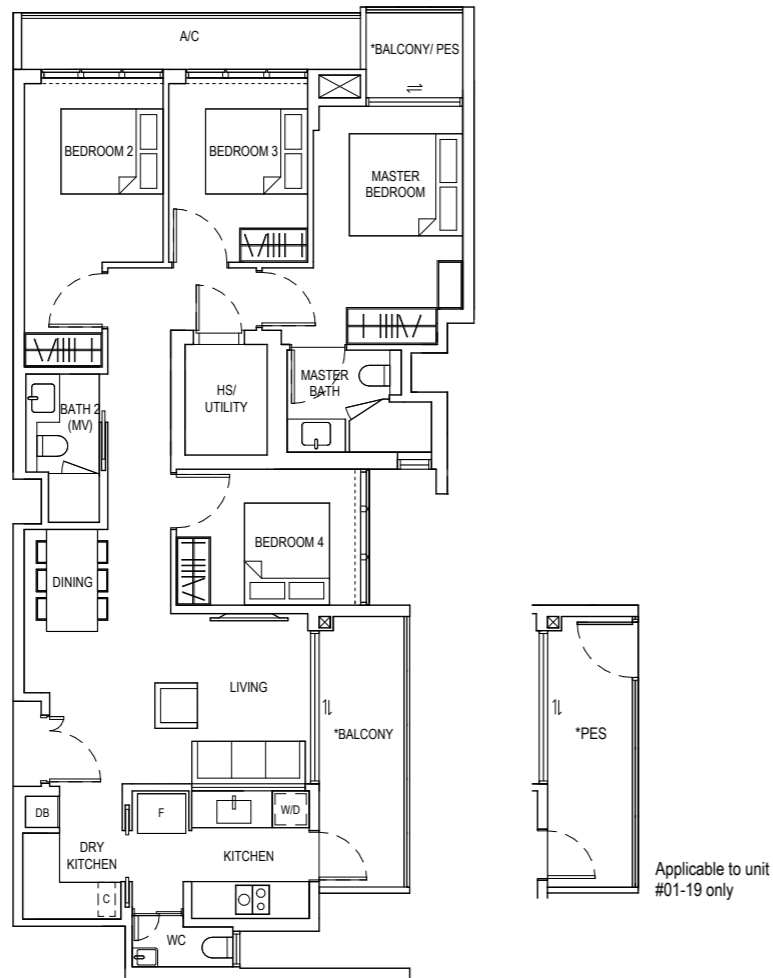 A/C
*BALCONY/ PES
BEDROOM 2
BEDROOM 3
MASTER
BEDROOM
HS/
UTILITY
MASTER
BATH
BATH 2
(MV)
BEDROOM 4
DINING
LIVING
*BALCONY
*PES
DB
F
W/D
DRY
KITCHEN
KITCHEN
C
WC
Applicable to unit
#01-19 only